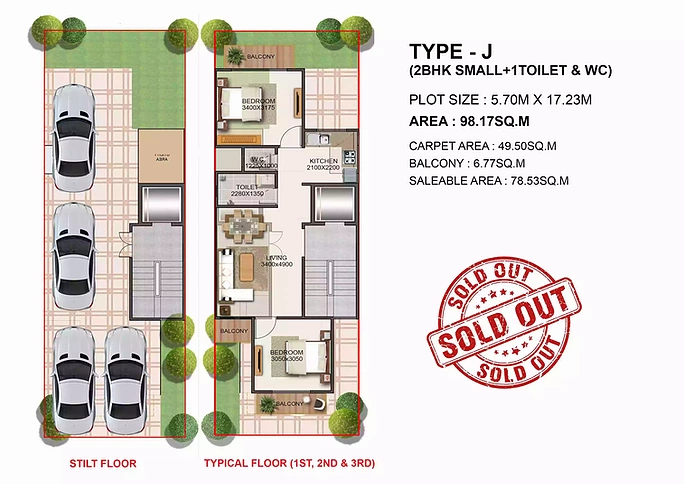 TYPE - J
(2BHK SMALL+1TOILET & WC)
PLOT SIZE : 5.70M X 17.23M
AREA : 98.17SQ.M
CARPET AREA : 49.50SQ.M
BALCONY : 6.77SQ.M
SALEABLE AREA : 78.53SQ.M
SOLD OUT
SOLD OUT
SOLD OUT
BALCONY
BEDROOM
3400X3175
W.C
1225X1000
KITCHEN
2100X2200
TOILET
2280X1350
LIVING
3400x4900
BALCONY
BEDROOM
3050x3050
BALCONY
STILT FLOOR
TYPICAL FLOOR (1ST, 2ND & 3RD)